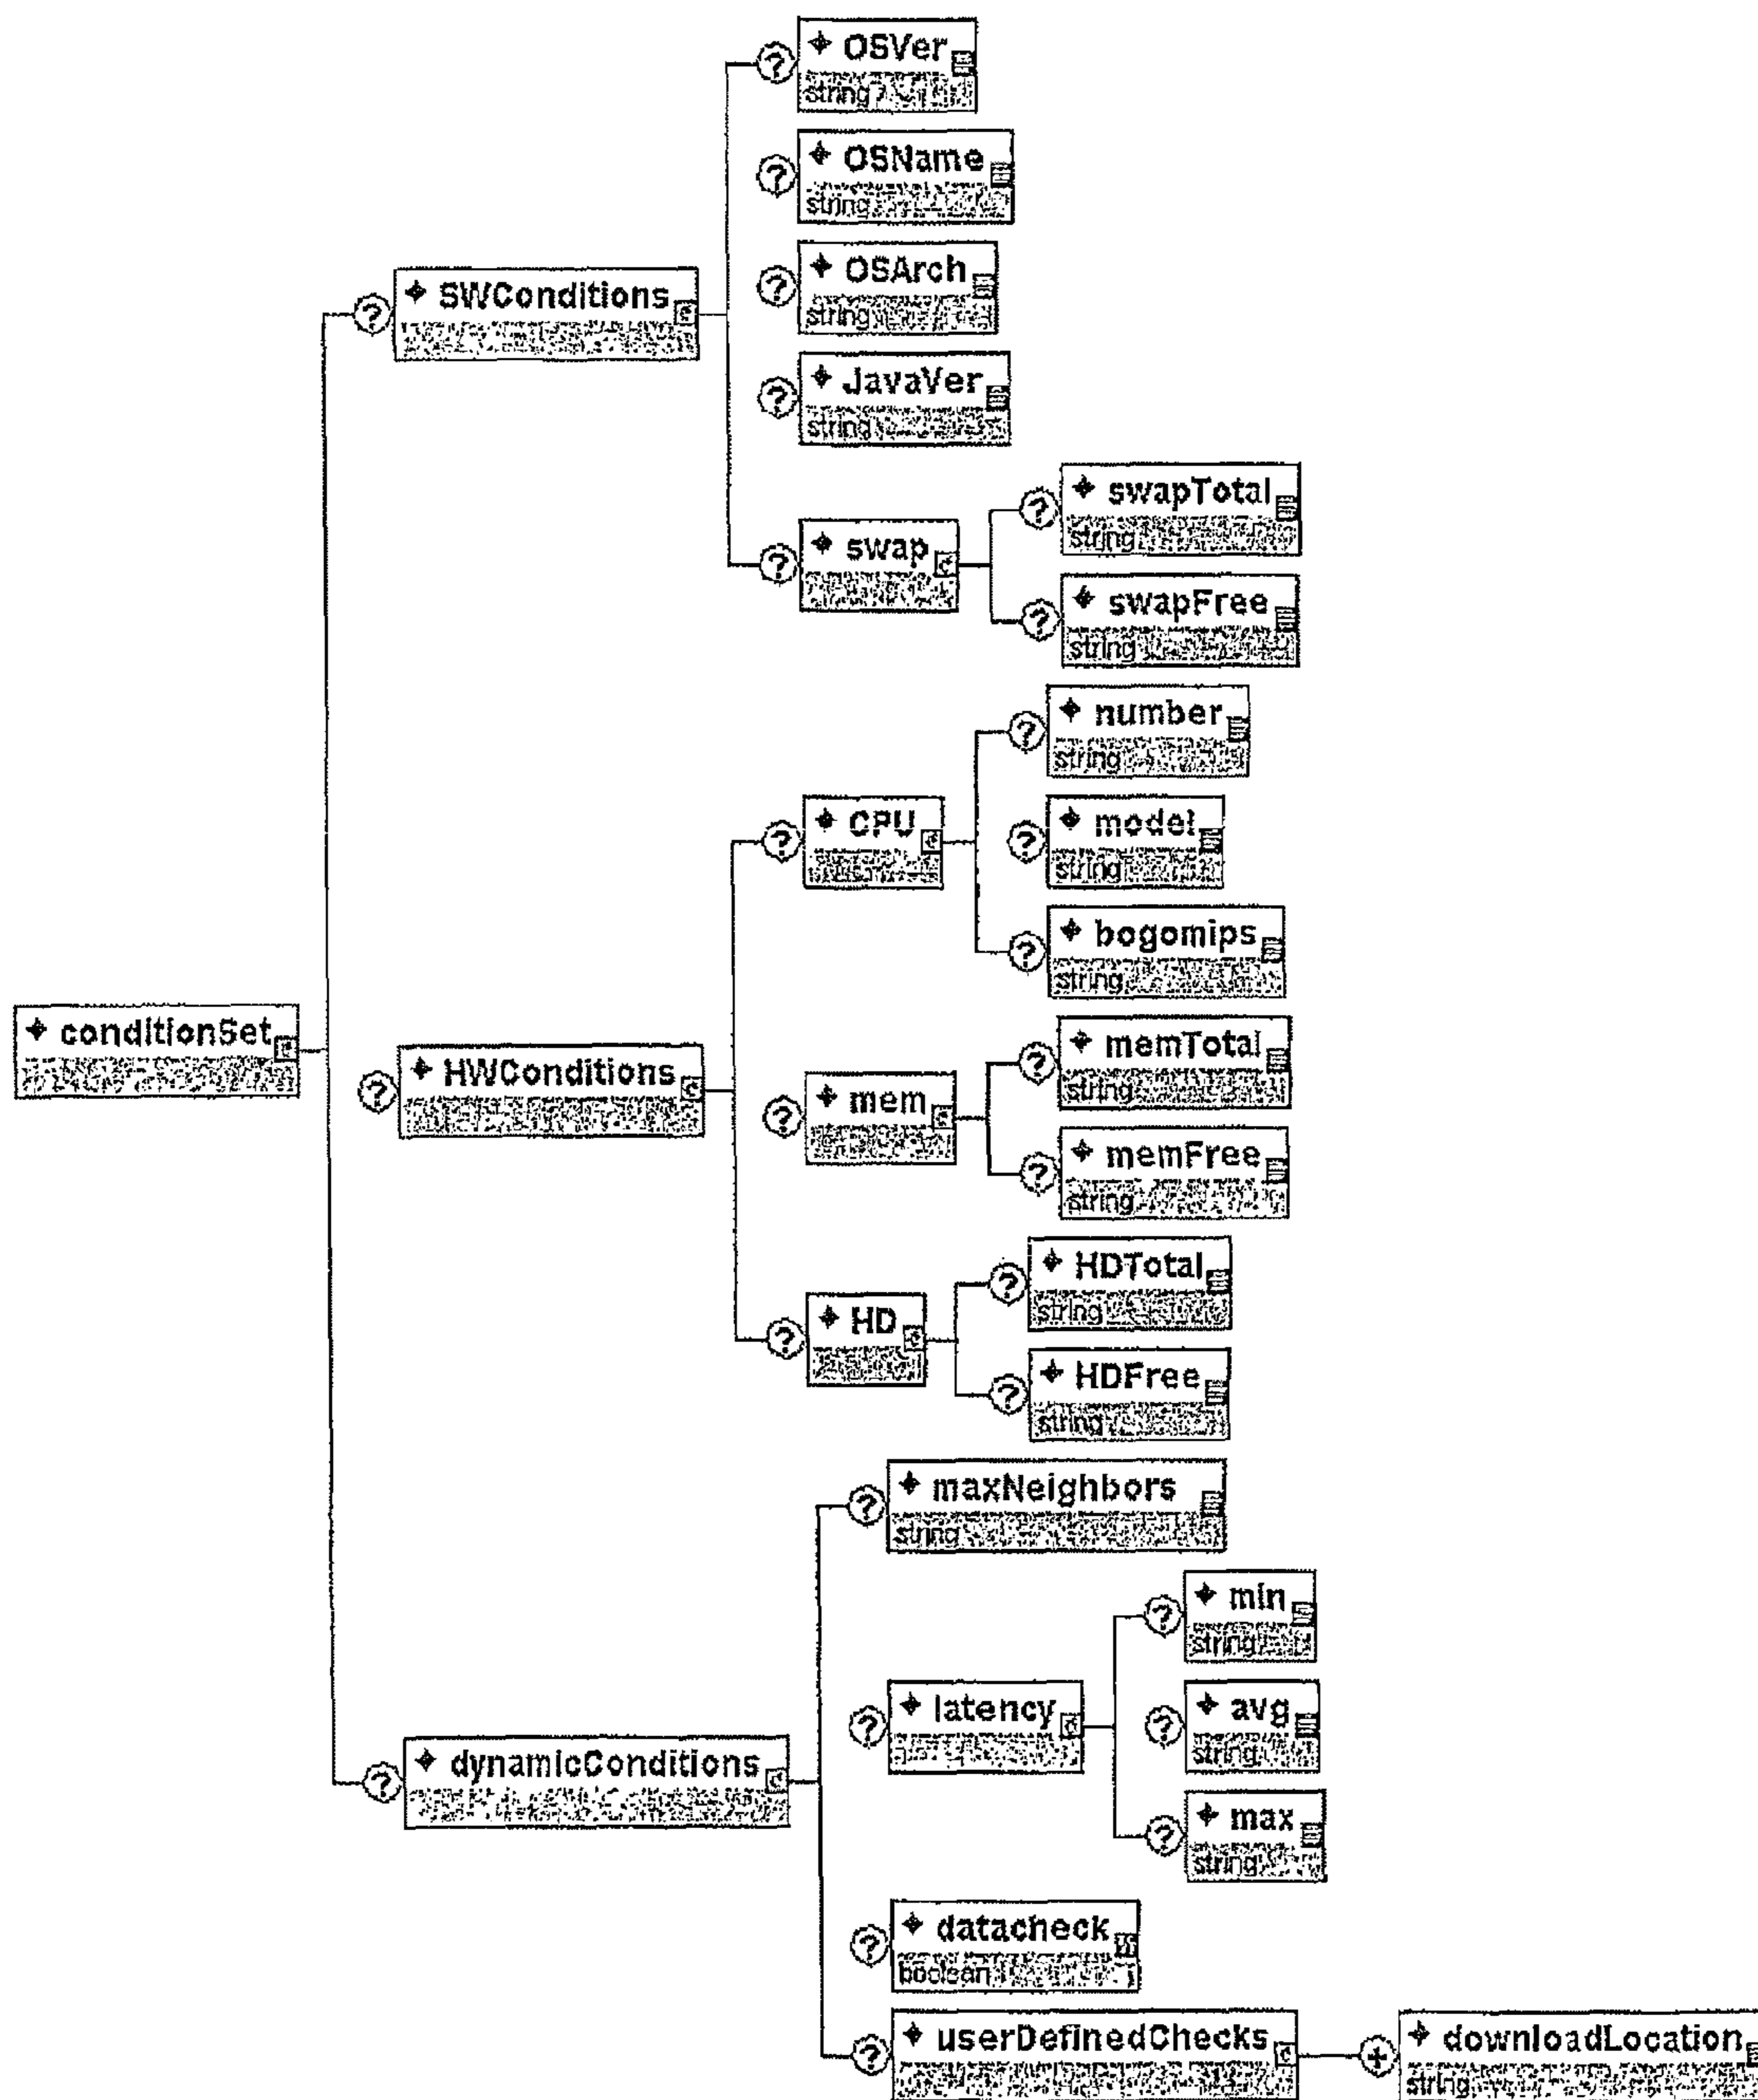 OSVer
string
OSName
string
OSArch
string
SWConditions
JavaVer
string
swapTotal
string
swap
swapFree
string
number
string
CPU
model
string
bogomips
string
conditionSet
HWConditions
memTotal
string
mem
memFree
string
HDTotal
string
HD
HDFree
string
maxNeighbors
string
min
string
latency
avg
string
dynamicConditions
max
string
datacheck
boolean
userDefinedChecks
downloadLocation
string